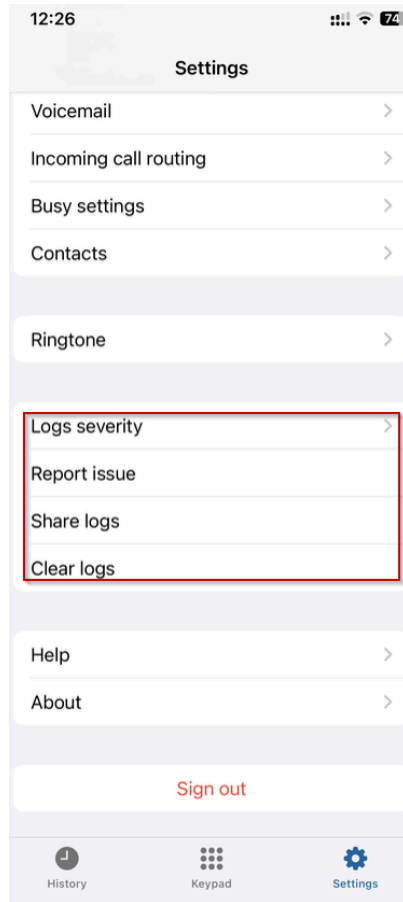 12:26
74
Settings
Voicemail
Incoming call routing
Busy settings
Contacts
Ringtone
Logs severity
Report issue
Share logs
Clear logs
Help
About
Sign out
History
Keypad
Settings